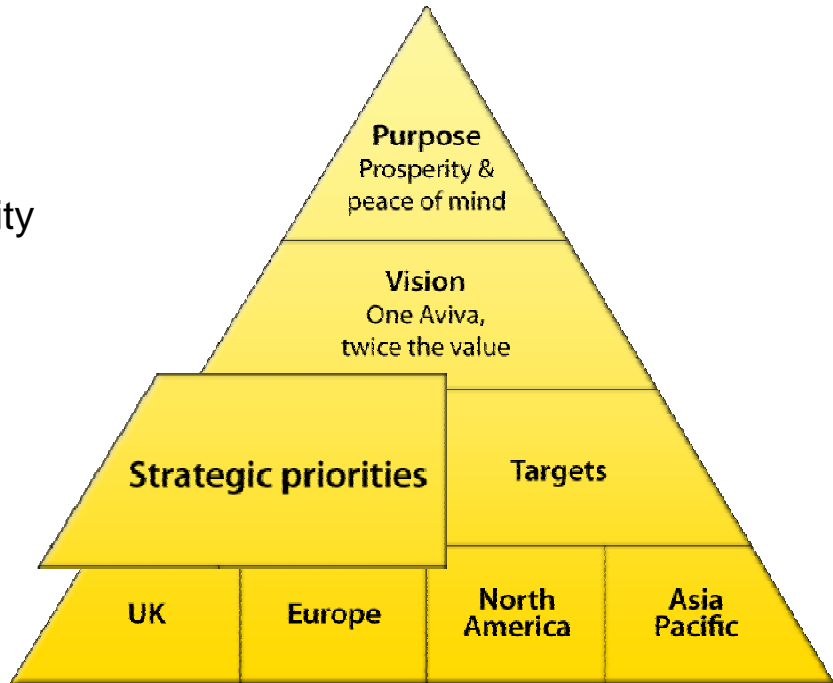 Purpose
Prosperity &
peace of mind
ity
Vision
One Aviva,
twice the value
Strategic priorities
Targets
UK
Europe
North
America
Asia
Pacific